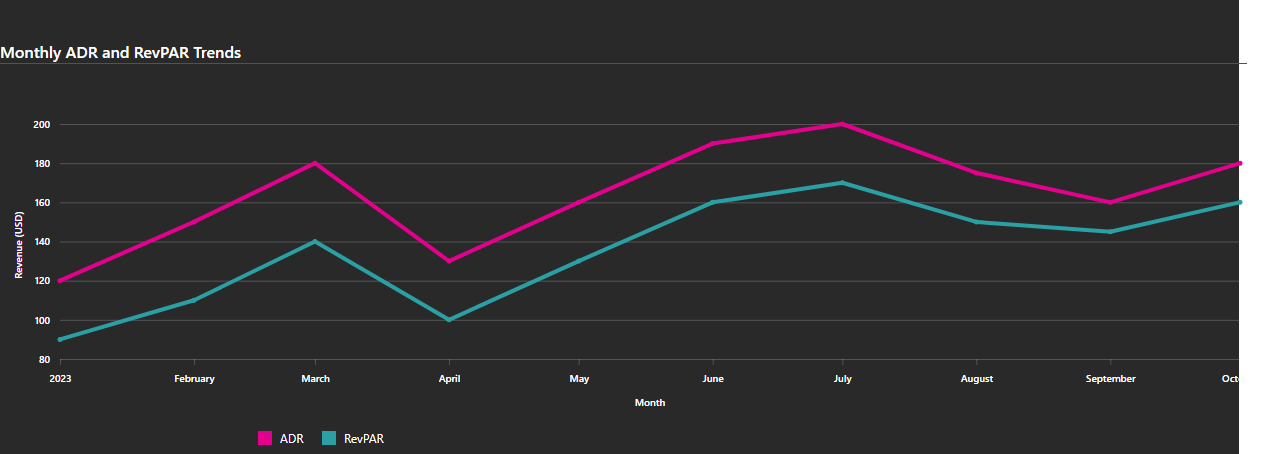 Monthly ADR and RevPAR Trends
200
180
160
140
120
100
80
Revenue (USD)
2023 February March April May June July August September Octo
Month
ADR RevPAR